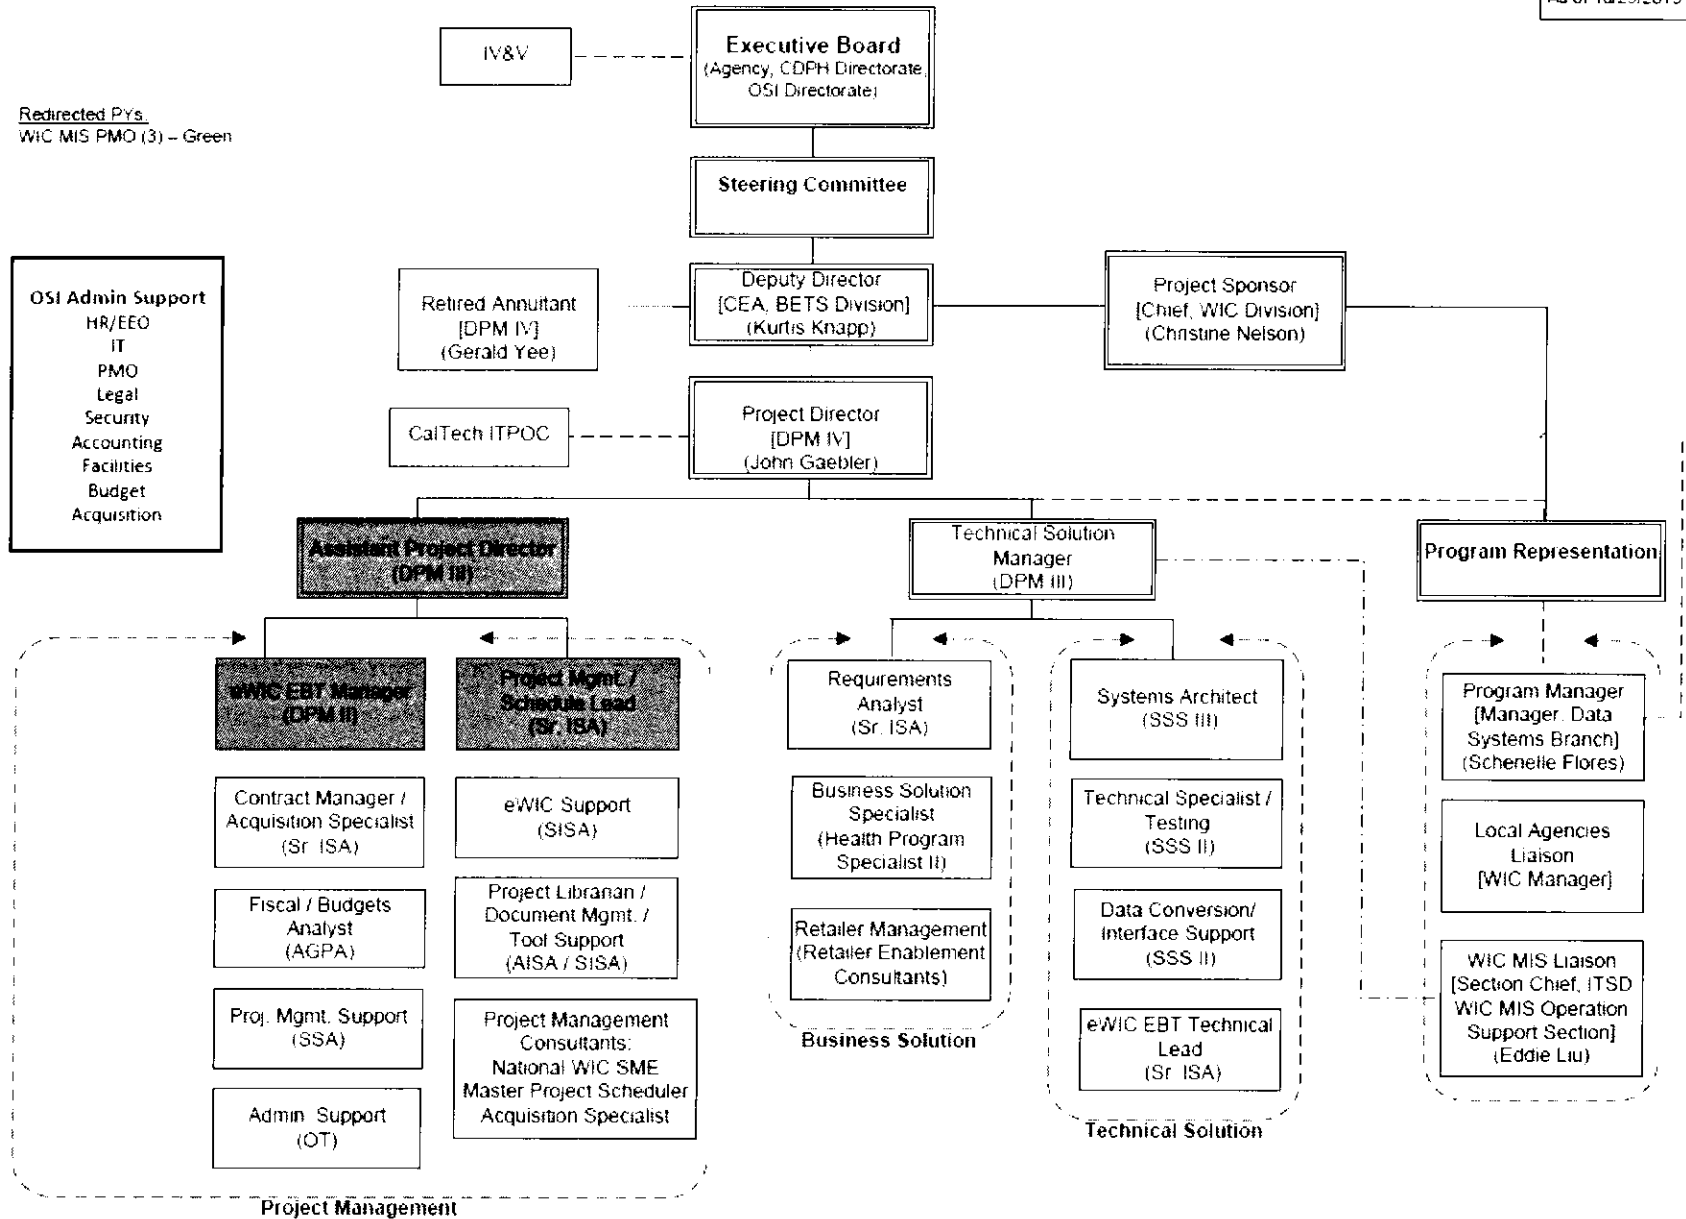 As of 10/29/2015
IV&V
Executive Board
(Agency, CDPH Directorate,
OSI Directorate)
Redirected PYs.
WIC MIS PMO (3) – Green
Steering Committee
OSI Admin Support
HR/EEO
IT
PMO
Legal
Security
Accounting
Facilities
Budget
Acquisition
Retired Annuitant
[DPM IV]
(Gerald Yee)
Deputy Director
[CEA, BETS Division]
(Kurtis Knapp)
Project Sponsor
[Chief, WIC Division]
(Christine Nelson)
CalTech ITPOC
Project Director
[DPM IV]
(John Gaebler)
Assistant Project Director
(DPM III)
Technical Solution
Manager
(DPM III)
Program Representation
eWIC EBT Manager
(DPM II)
Project Mgmt. /
Schedule Lead
(Sr. ISA)
Contract Manager /
Acquisition Specialist
(Sr. ISA)
eWIC Support
(SISA)
Fiscal / Budgets
Analyst
(AGPA)
Project Librarian /
Document Mgmt. /
Tool Support
(AISA / SISA)
Proj. Mgmt. Support
(SSA)
Project Management
Consultants:
National WIC SME
Master Project Scheduler
Acquisition Specialist
Admin Support
(OT)
Project Management
Requirements
Analyst
(Sr. ISA)
Business Solution
Specialist
(Health Program
Specialist II)
Retailer Management
(Retailer Enablement
Consultants)
Business Solution
Systems Architect
(SSS III)
Technical Specialist /
Testing
(SSS II)
Data Conversion/
Interface Support
(SSS II)
eWIC EBT Technical
Lead
(Sr. ISA)
Technical Solution
Program Manager
[Manager, Data
Systems Branch]
(Schenelle Flores)
Local Agencies
Liaison
[WIC Manager]
WIC MIS Liaison
[Section Chief, ITSD
WIC MIS Operation
Support Section]
(Eddie Liu)